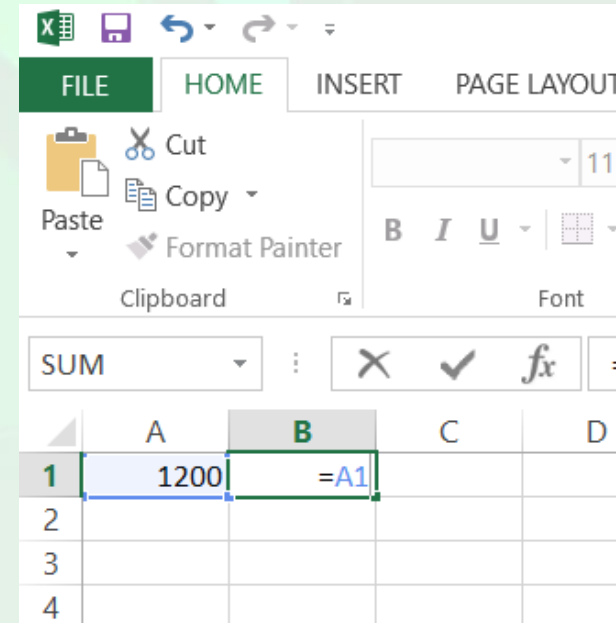 FILE HOME INSERT PAGE LAYOUT
Cut
Copy
Format Painter
Paste
11
B I U
Clipboard
Font
SUM fx =
A B C D
1 1200 =A1
2
3
4